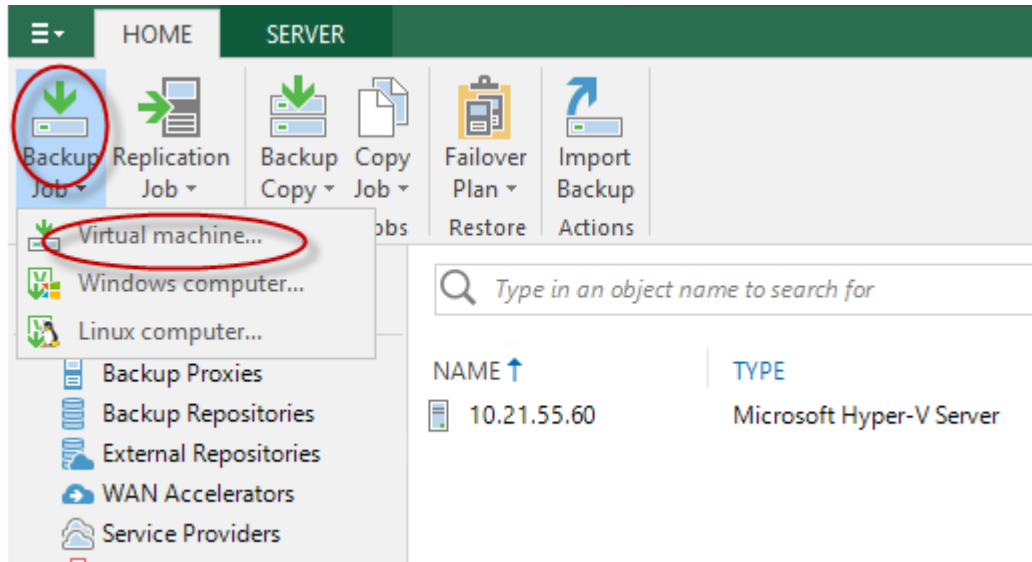 HOME SERVER
Backup Job
Replication Job
Backup Copy
Copy Job
Failover Plan
Import Backup
obs Restore Actions
Virtual machine...
Windows computer...
Linux computer...
Type in an object name to search for
Backup Proxies
Backup Repositories
External Repositories
WAN Accelerators
Service Providers
NAME TYPE
10.21.55.60 Microsoft Hyper-V Server